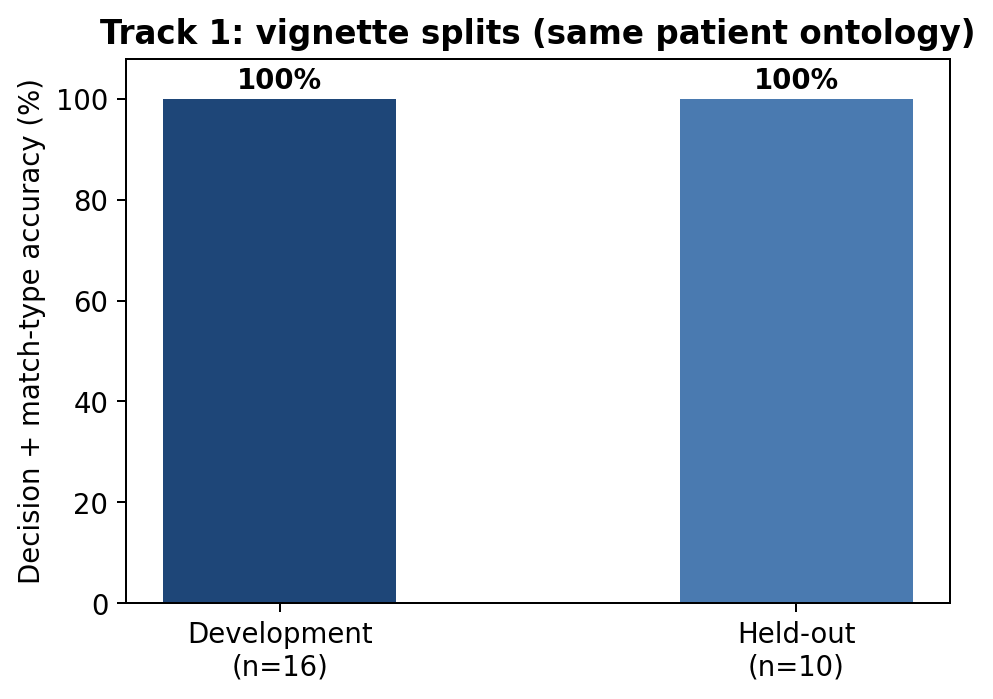 Track 1: vignette splits (same patient ontology)
Decision + match-type accuracy (%)
100
80
60
40
20
0
100%
100%
Development
(n=16)
Held-out
(n=10)